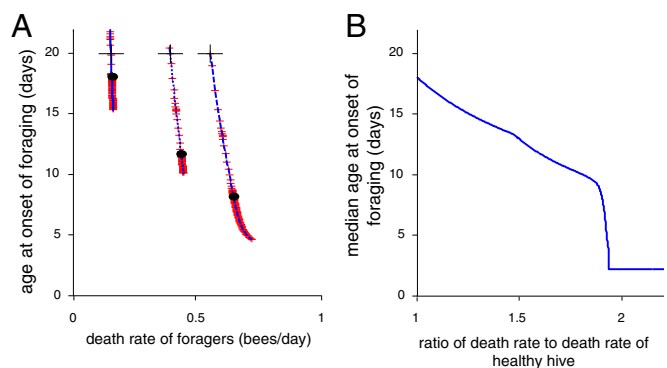 A
20
15
10
5
0
0
0.5
1
age at onset of foraging (days)
death rate of foragers (bees/day)
B
20
15
10
5
0
1
1.5
2
median age at onset of
foraging (days)
ratio of death rate to death rate of
healthy hive